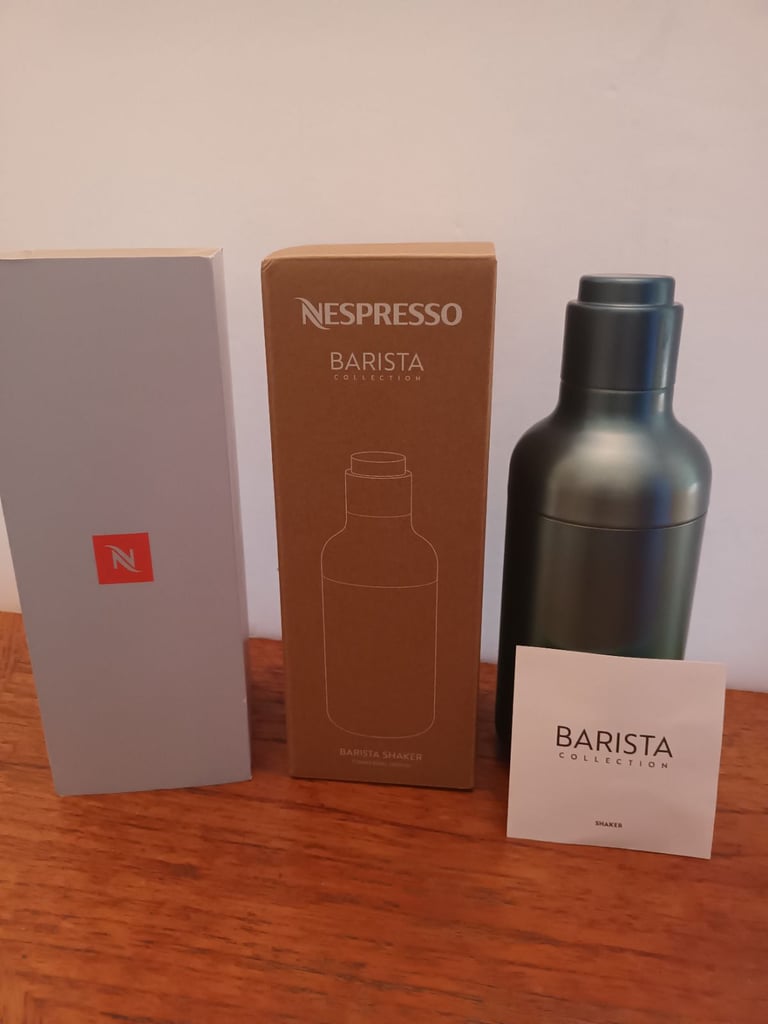 N
NESPRESSO
BARISTA
COLLECTION
BARISTA SHAKER
BARISTA
COLLECTION
SHAKER